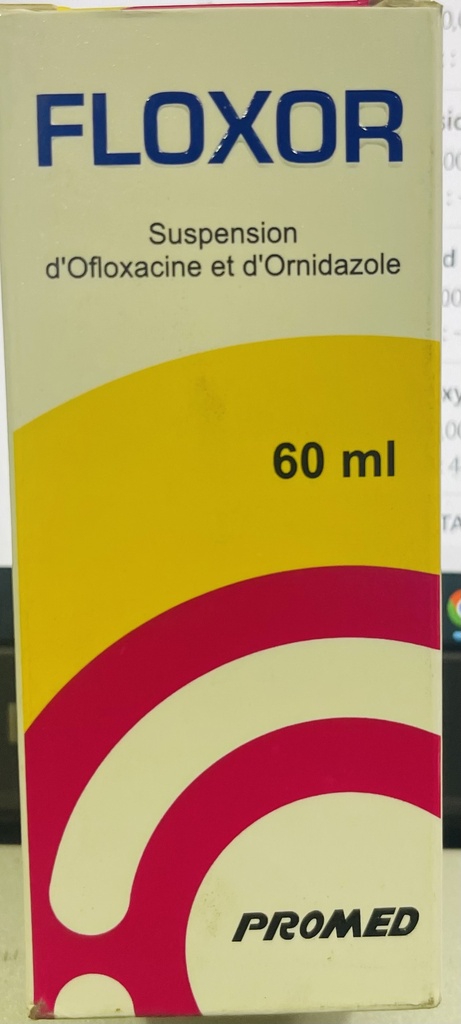 FLOXOR
Suspension
d'Ofloxacine et d'Ornidazole
60 ml
PROMED